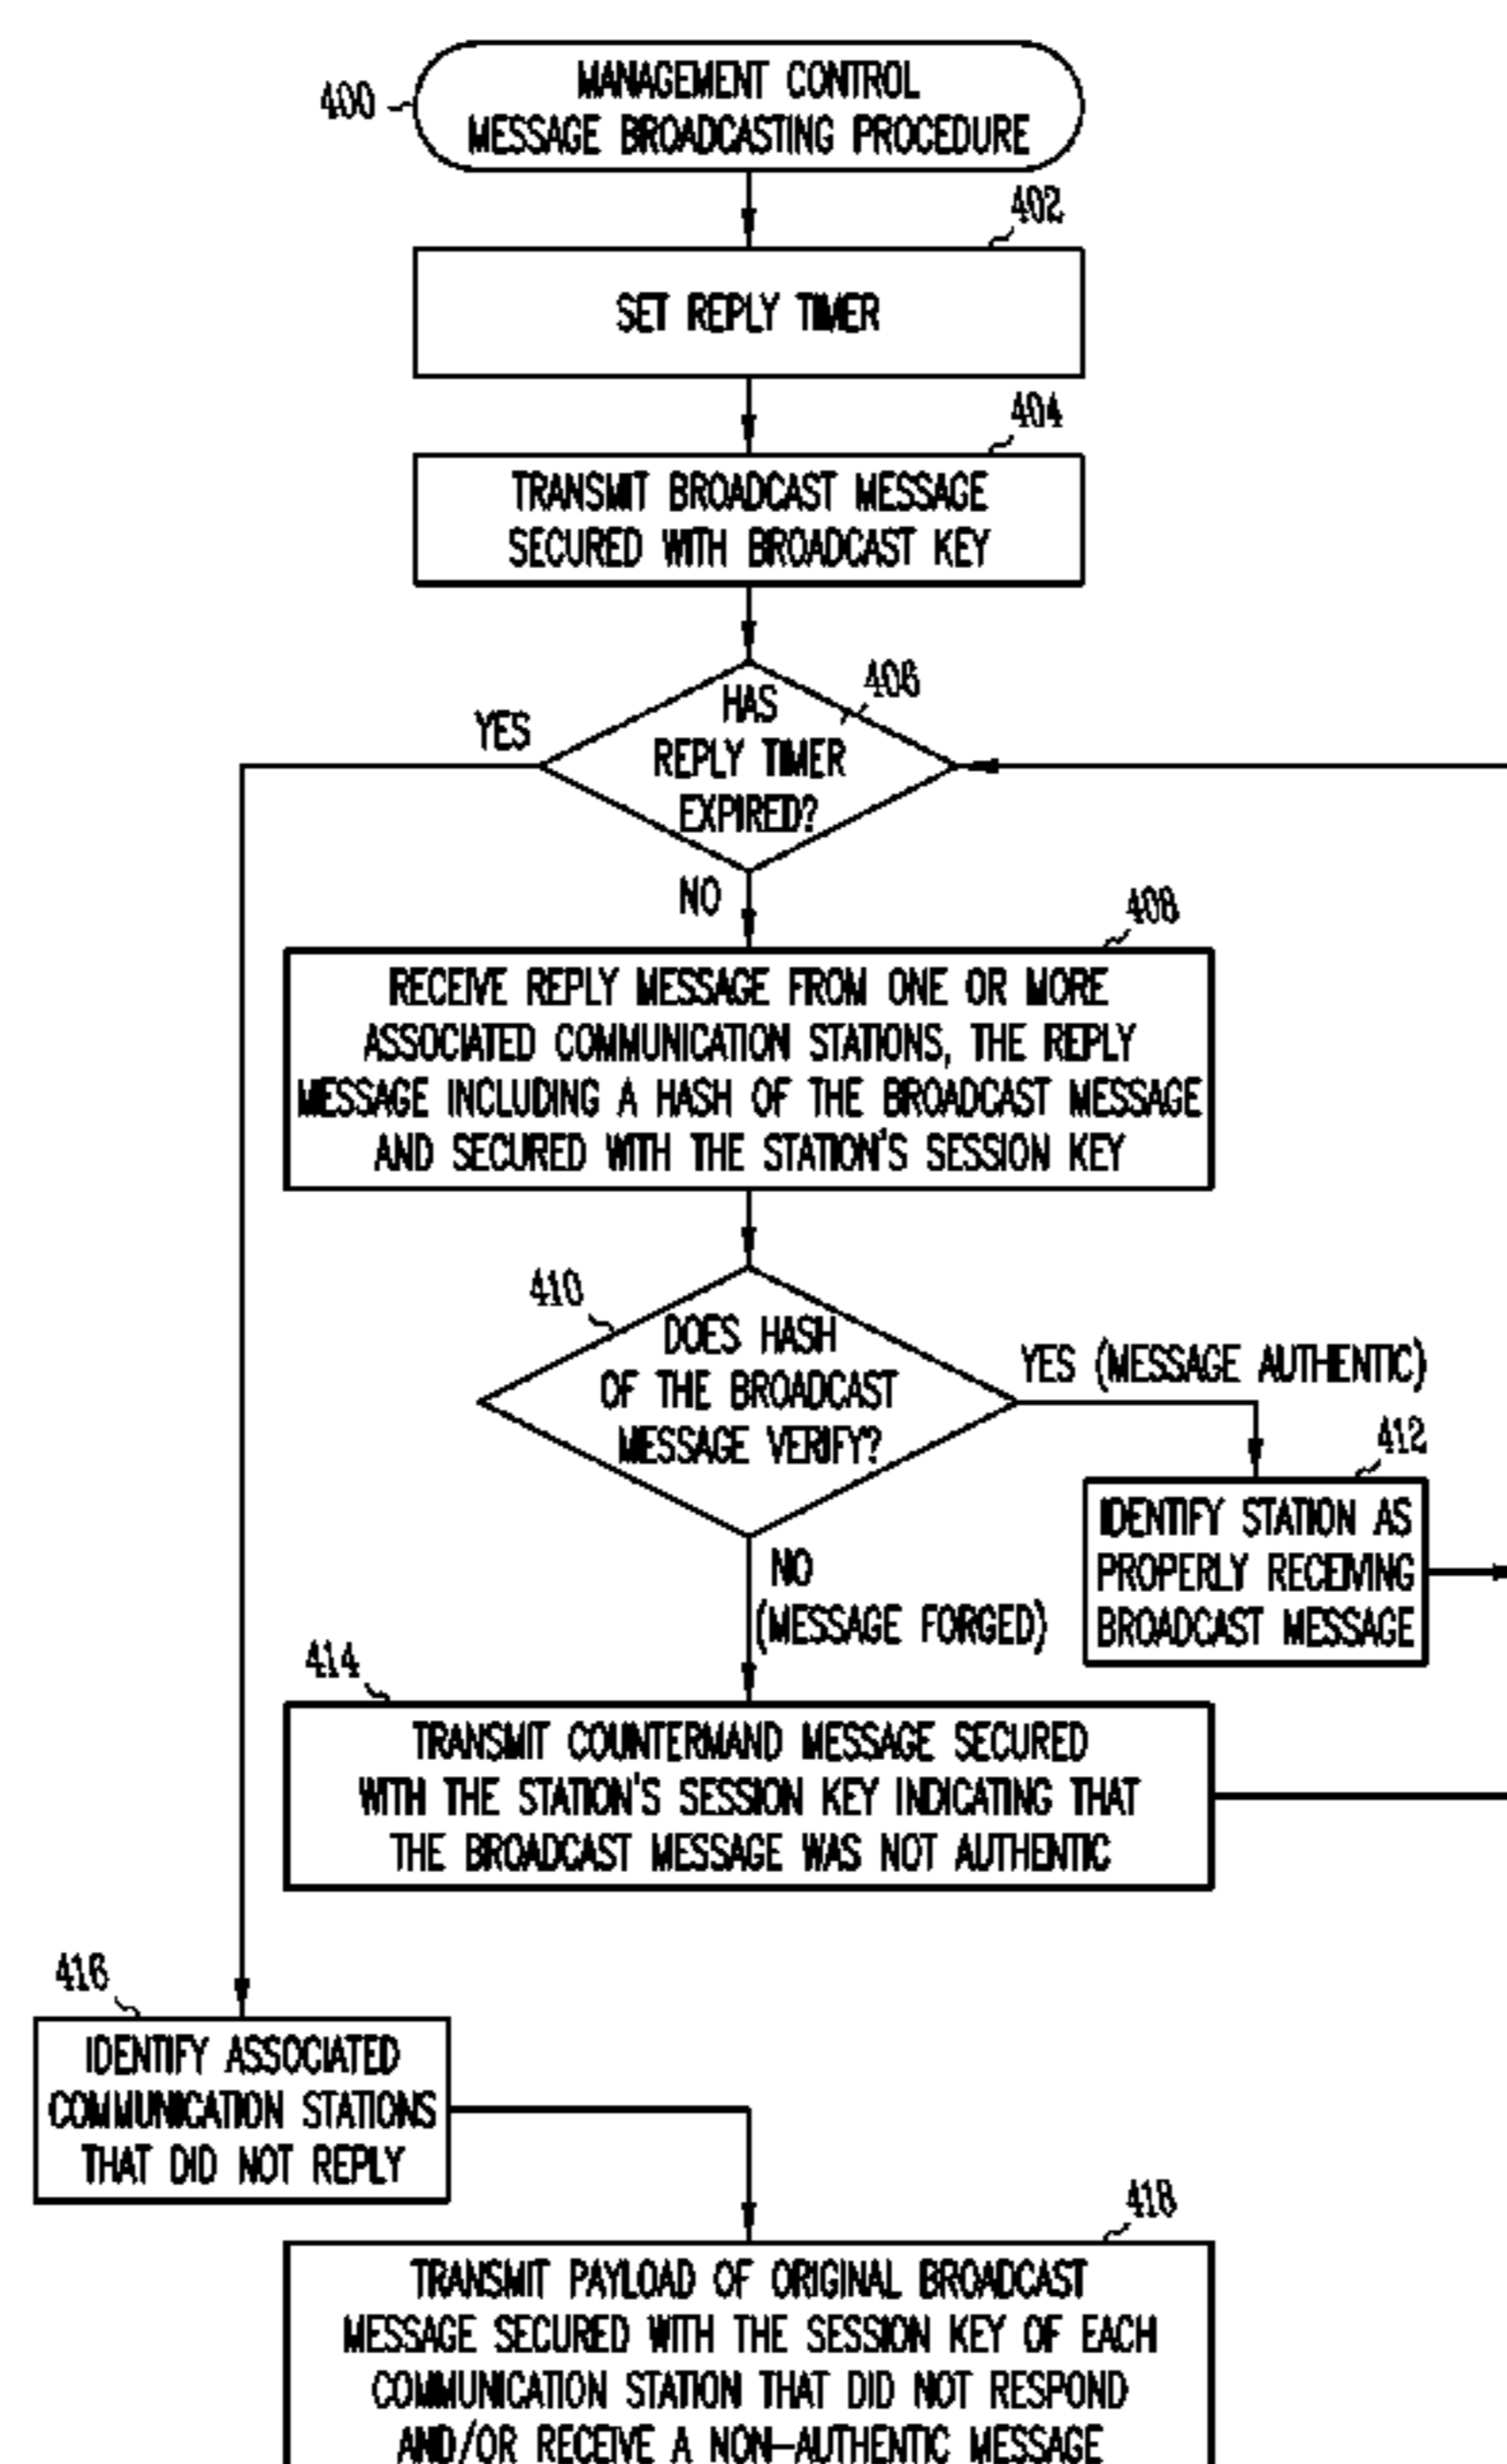 400
MANAGEMENT CONTROL
MESSAGE BROADCASTING PROCEDURE
402
SET REPLY TIMER
404
TRANSMIT BROADCAST MESSAGE
SECURED WITH BROADCAST KEY
406
HAS
REPLY TIMER
EXPIRED?
YES
NO
408
RECEIVE REPLY MESSAGE FROM ONE OR MORE
ASSOCIATED COMMUNICATION STATIONS, THE REPLY
MESSAGE INCLUDING A HASH OF THE BROADCAST MESSAGE
AND SECURED WITH THE STATION'S SESSION KEY
410
DOES HASH
OF THE BROADCAST
MESSAGE VERIFY?
YES (MESSAGE AUTHENTIC)
412
IDENTIFY STATION AS
PROPERLY RECEIVING
BROADCAST MESSAGE
NO
(MESSAGE FORGED)
414
TRANSMIT COUNTERMAND MESSAGE SECURED
WITH THE STATION'S SESSION KEY INDICATING THAT
THE BROADCAST MESSAGE WAS NOT AUTHENTIC
416
IDENTIFY ASSOCIATED
COMMUNICATION STATIONS
THAT DID NOT REPLY
418
TRANSMIT PAYLOAD OF ORIGINAL BROADCAST
MESSAGE SECURED WITH THE SESSION KEY OF EACH
COMMUNICATION STATION THAT DID NOT RESPOND
AND/OR RECEIVE A NON-AUTHENTIC MESSAGE